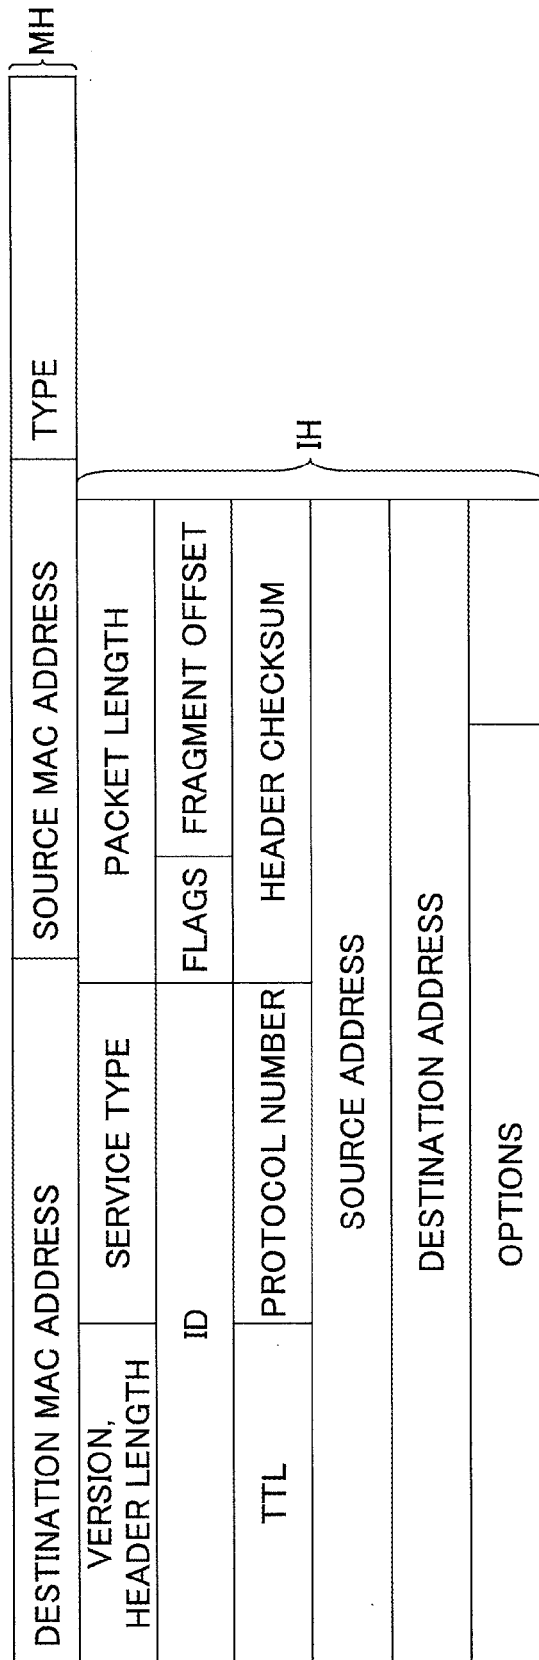 DESTINATION MAC ADDRESS
SOURCE MAC ADDRESS
TYPE
MH
VERSION,
HEADER LENGTH
SERVICE TYPE
PACKET LENGTH
ID
FLAGS
FRAGMENT OFFSET
TTL
PROTOCOL NUMBER
HEADER CHECKSUM
IH
SOURCE ADDRESS
DESTINATION ADDRESS
OPTIONS